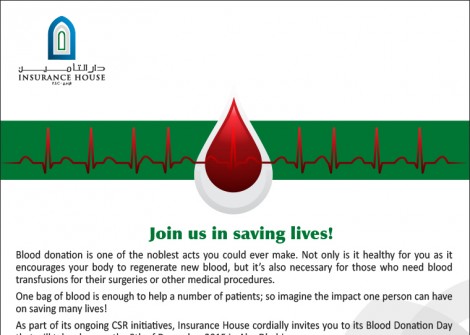 دار التأمين
INSURANCE HOUSE
Join us in saving lives!
Blood donation is one of the noblest acts you could ever make. Not only is it healthy for you as it
encourages your body to regenerate new blood, but it's also necessary for those who need blood
transfusions for their surgeries or other medical procedures.
One bag of blood is enough to help a number of patients; so imagine the impact one person can have
on saving many lives!
As part of its ongoing CSR initiatives, Insurance House cordially invites you to its Blood Donation Day